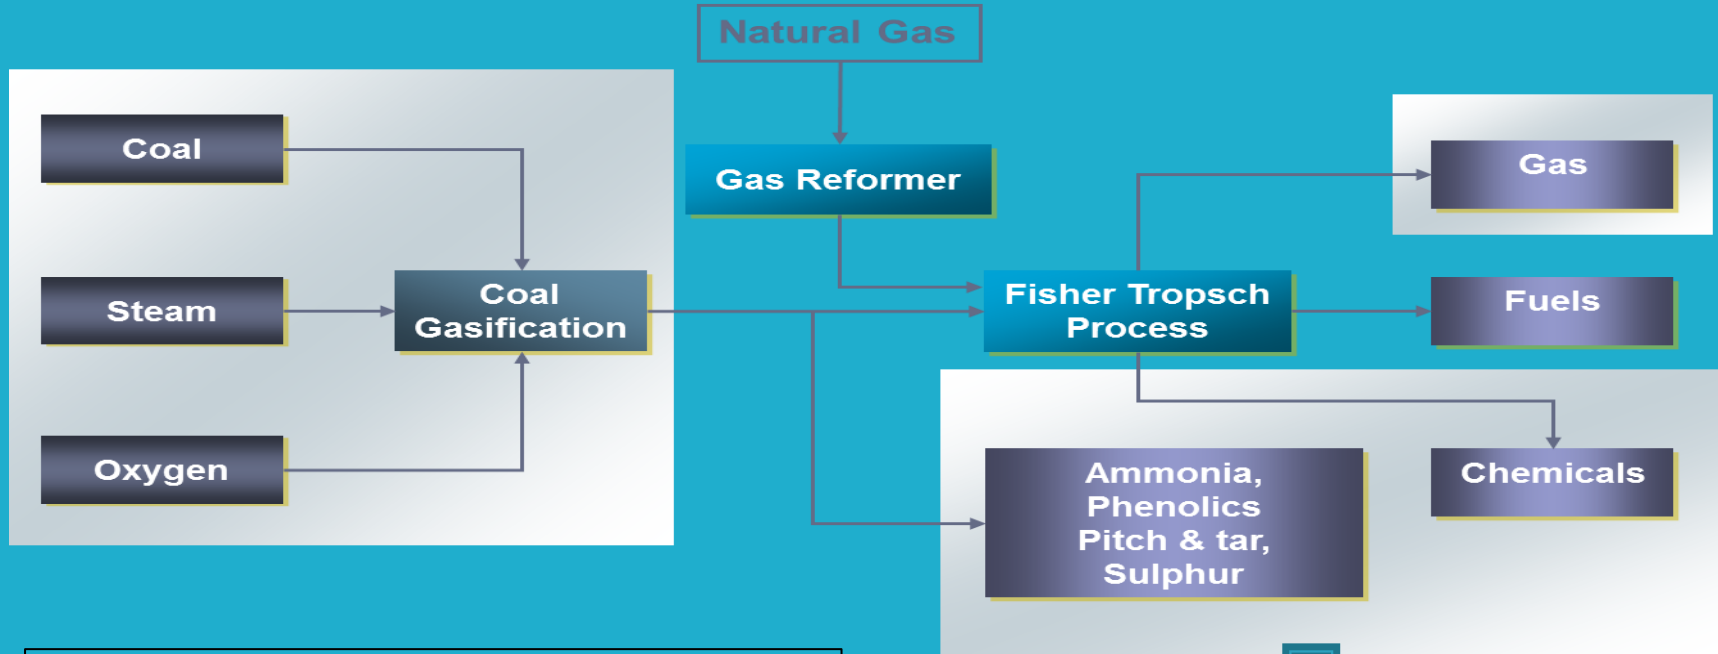 Natural Gas
Coal
Gas Reformer
Gas
Steam
Coal
Gasification
Fisher Tropsch
Process
Fuels
Oxygen
Ammonia,
Phenolics
Pitch & tar,
Sulphur
Chemicals